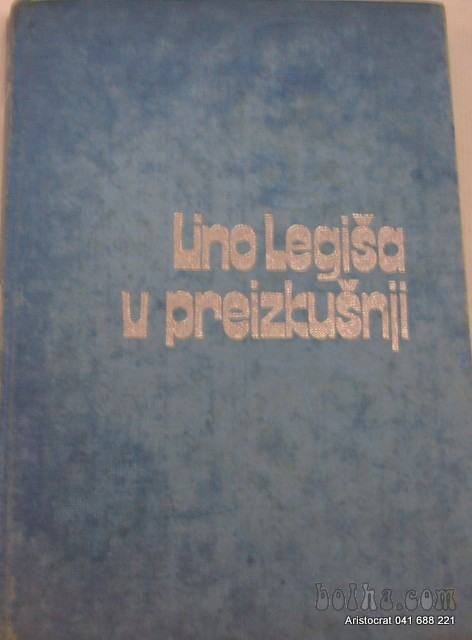 Lino Legiša
v preizkušnji
bolha.com
Aristocrat 041 688 221